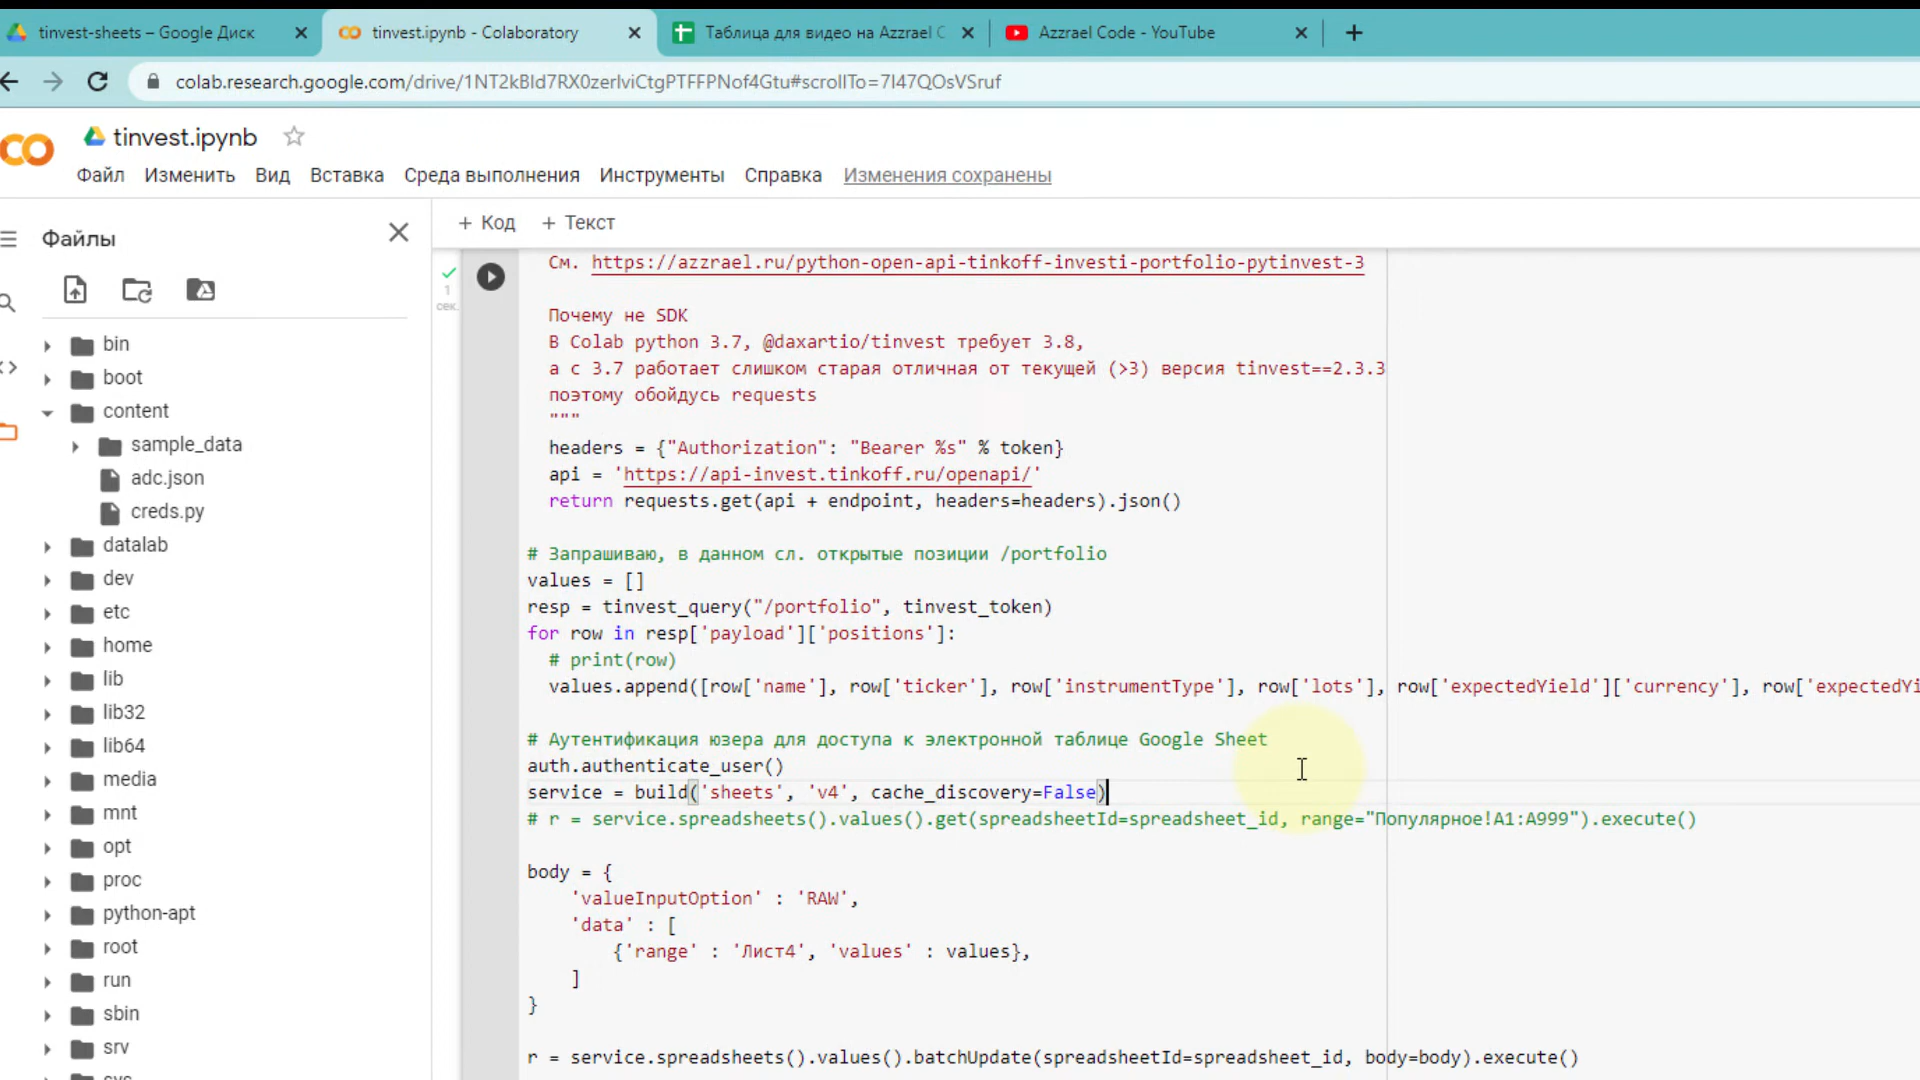 tinvest-sheets – Google Диск
tinvest.ipynb - Colaboratory
Таблица для видео на Azzrael C
Azzrael Code - YouTube
colab.research.google.com/drive/1NT2kBld7RX0zerlviCtgPTFFPNof4Gtu#scrollTo=7I47QOsVSruf
tinvest.ipynb
Файл Изменить Вид Вставка Среда выполнения Инструменты Справка Изменения сохранены
Файлы
+ Код + Текст
1
сек.
bin
boot
content
sample_data
adc.json
creds.py
datalab
dev
etc
home
lib
lib32
lib64
media
mnt
opt
proc
python-apt
root
run
sbin
srv
sys
См. https://azzrael.ru/python-open-api-tinkoff-investi-portfolio-pytinvest-3
Почему не SDK
В Colab python 3.7, @daxartio/tinvest требует 3.8,
а с 3.7 работает слишком старая отличная от текущей (>3) версия tinvest==2.3.3
поэтому обойдусь requests
"""
headers = {"Authorization": "Bearer %s" % token}
api = 'https://api-invest.tinkoff.ru/openapi/'
return requests.get(api + endpoint, headers=headers).json()
# Запрашиваю, в данном сл. открытые позиции /portfolio
values = []
resp = tinvest_query("/portfolio", tinvest_token)
for row in resp['payload']['positions']:
# print(row)
values.append([row['name'], row['ticker'], row['instrumentType'], row['lots'], row['expectedYield']['currency'], row['expectedYi
# Аутентификация юзера для доступа к электронной таблице Google Sheet
auth.authenticate_user()
service = build('sheets', 'v4', cache_discovery=False)
# r = service.spreadsheets().values().get(spreadsheetId=spreadsheet_id, range="Популярное!A1:A999").execute()
body = {
'valueInputOption' : 'RAW',
'data' : [
{'range' : 'Лист4', 'values' : values},
]
}
r = service.spreadsheets().values().batchUpdate(spreadsheetId=spreadsheet_id, body=body).execute()